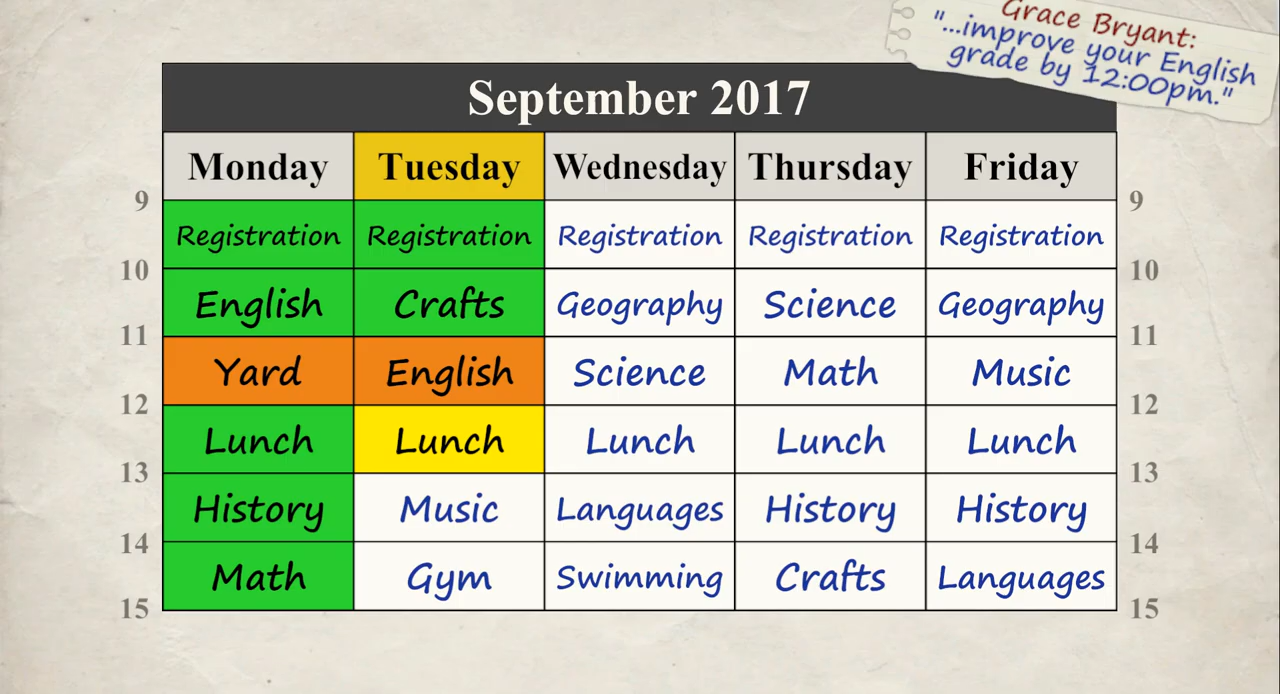 Grace Bryant:
"...improve your English
grade by 12:00pm."
September 2017
Monday Tuesday Wednesday Thursday Friday
9 9
Registration Registration Registration Registration Registration
10 10
English Crafts Geography Science Geography
11 11
Yard English Science Math Music
12 12
Lunch Lunch Lunch Lunch Lunch
13 13
History Music Languages History History
14 14
Math Gym Swimming Crafts Languages
15 15